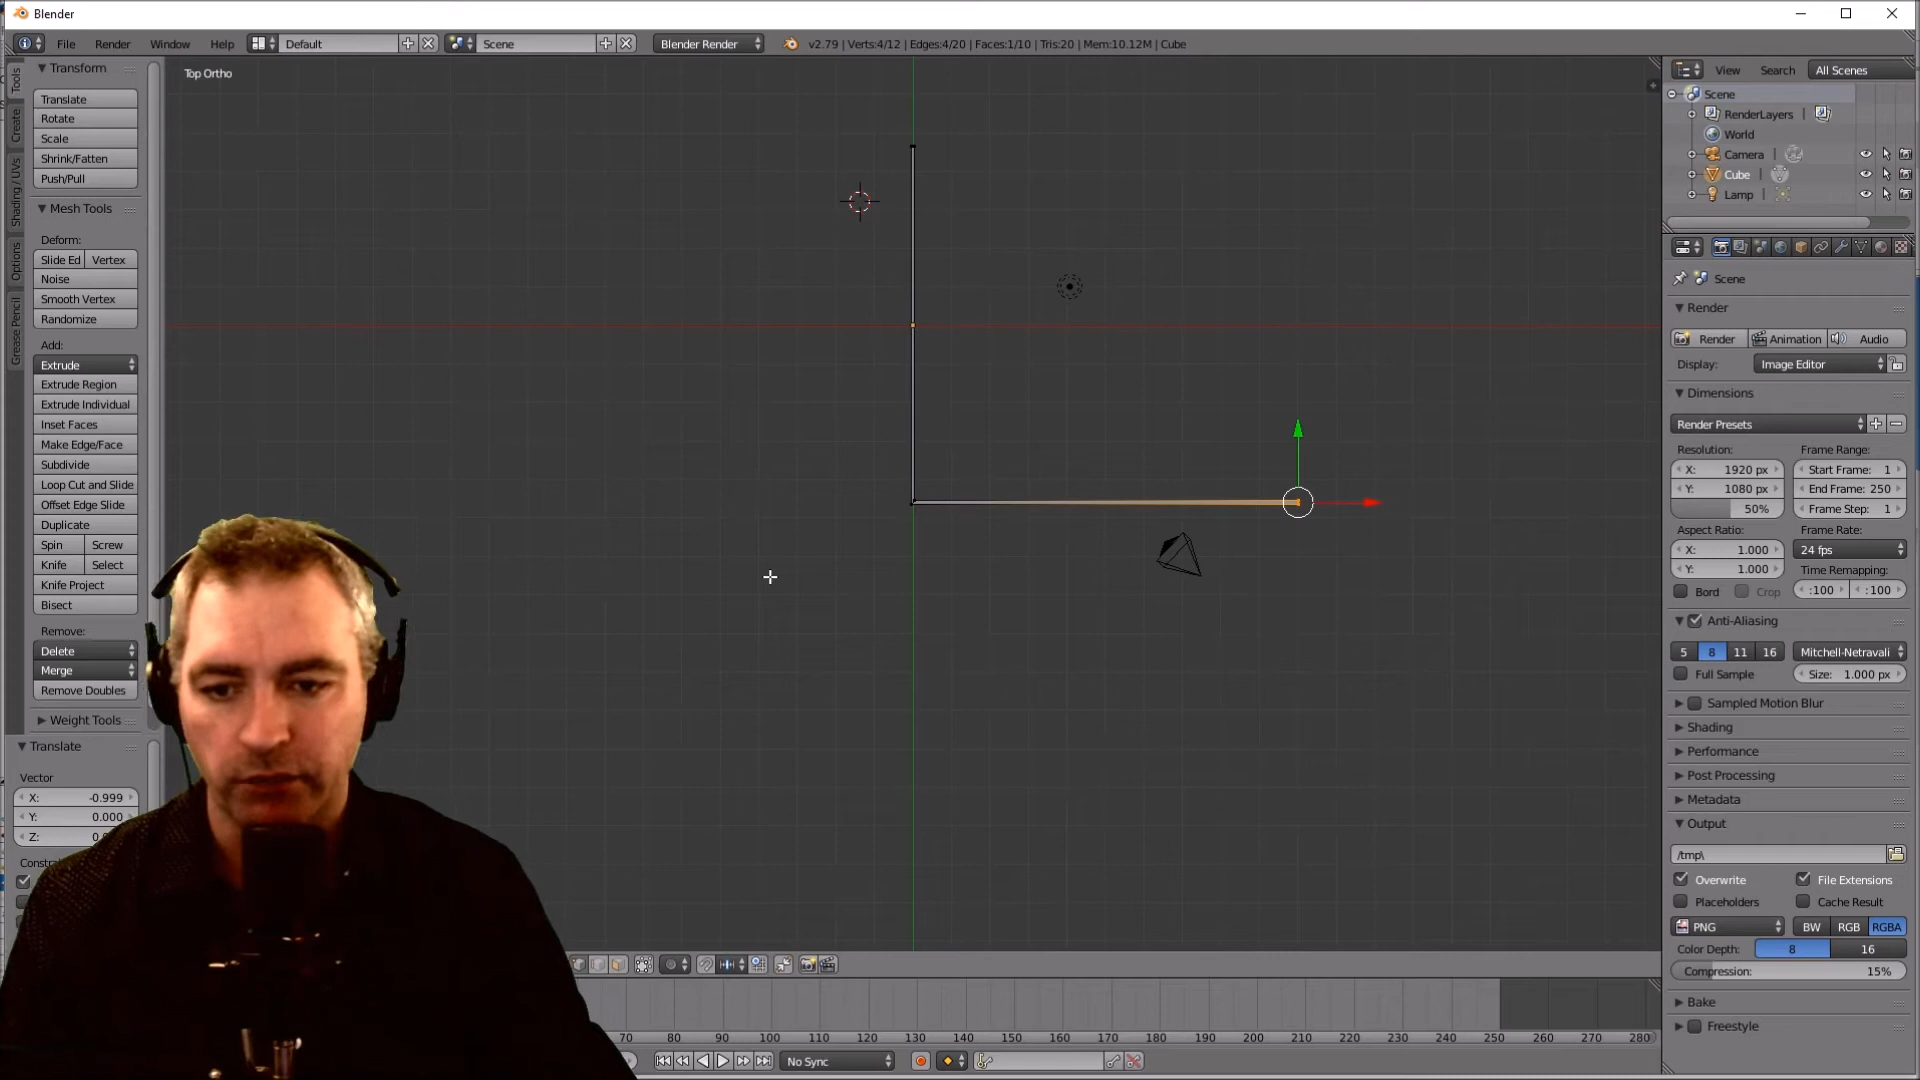 Blender
File Render Window Help Default Scene Blender Render v2.79 | Verts:4/12 | Edges:4/20 | Faces:1/10 | Tris:20 | Mem:10.12M | Cube
Tools
Create
Shading / UVs
Options
Grease Pencil
Transform
Translate
Rotate
Scale
Shrink/Fatten
Push/Pull
Mesh Tools
Deform:
Slide Ed Vertex
Noise
Smooth Vertex
Randomize
Add:
Extrude
Extrude Region
Extrude Individual
Inset Faces
Make Edge/Face
Subdivide
Loop Cut and Slide
Offset Edge Slide
Duplicate
Spin Screw
Knife Select
Knife Project
Bisect
Remove:
Delete
Merge
Remove Doubles
Weight Tools
Translate
Vector
X: -0.999
Y: 0.000
Z:
Top Ortho
70 80 90 100 110 120 130 140 150 160 170 180 190 200 210 220 230 240 250 260 270 280
No Sync
View Search All Scenes
Scene
RenderLayers |
World
Camera |
Cube |
Lamp |
Scene
Render
Render Animation Audio
Display: Image Editor
Dimensions
Render Presets
Resolution: Frame Range:
X: 1920 px Start Frame: 1
Y: 1080 px End Frame: 250
50% Frame Step: 1
Aspect Ratio: Frame Rate:
X: 1.000 24 fps
Y: 1.000 Time Remapping:
Bord Crop :100 :100
Anti-Aliasing
5 8 11 16 Mitchell-Netravali
Full Sample Size: 1.000 px
Sampled Motion Blur
Shading
Performance
Post Processing
Metadata
Output
/tmp\
Overwrite File Extensions
Placeholders Cache Result
PNG BW RGB RGBA
Color Depth: 8 16
Compression: 15%
Bake
Freestyle